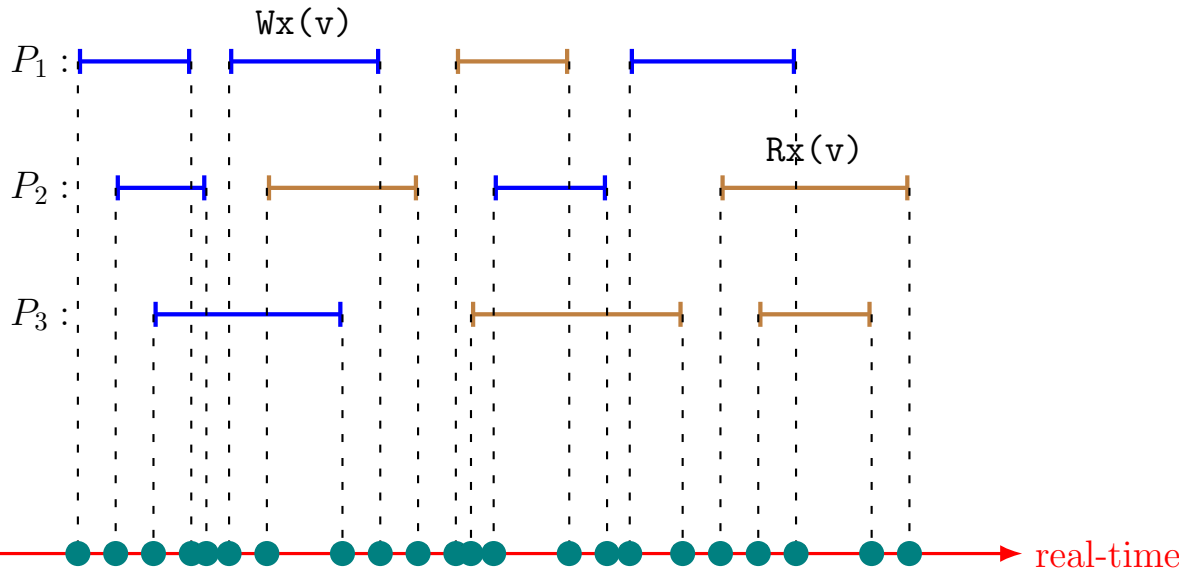 Wx(v)
P₁ :
Rx(v)
P₂ :
P₃ :
real-time